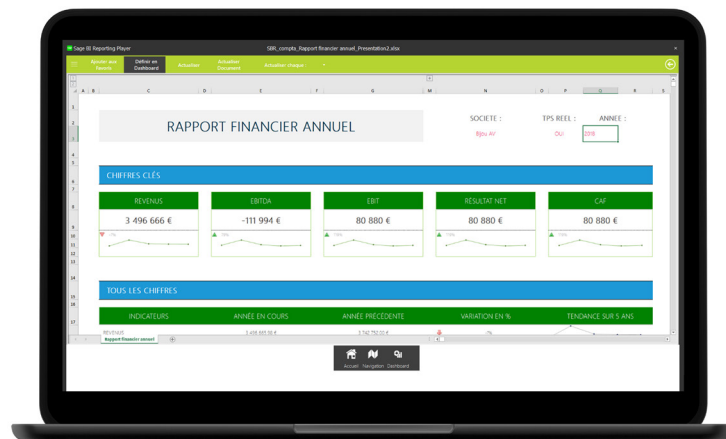 Sage BI Reporting Player
SBR_compta_Rapport financier annuel_Presentation2.xlsx
Ajouter aux Favoris
Définir en Dashboard
Actualiser
Actualiser Document
Actualiser chaque :
A B C D E F G M N O P Q R S
RAPPORT FINANCIER ANNUEL
SOCIETE :
TPS REEL :
ANNEE :
Bijou AV
OUI
2018
CHIFFRES CLÉS
REVENUS
EBITDA
EBIT
RÉSULTAT NET
CAF
3 496 666 €
-111 994 €
80 880 €
80 880 €
80 880 €
TOUS LES CHIFFRES
INDICATEURS
ANNÉE EN COURS
ANNÉE PRÉCÉDENTE
VARIATION EN %
TENDANCE SUR 5 ANS
REVENUS
Rapport financier annuel
Accueil
Navigation
Dashboard